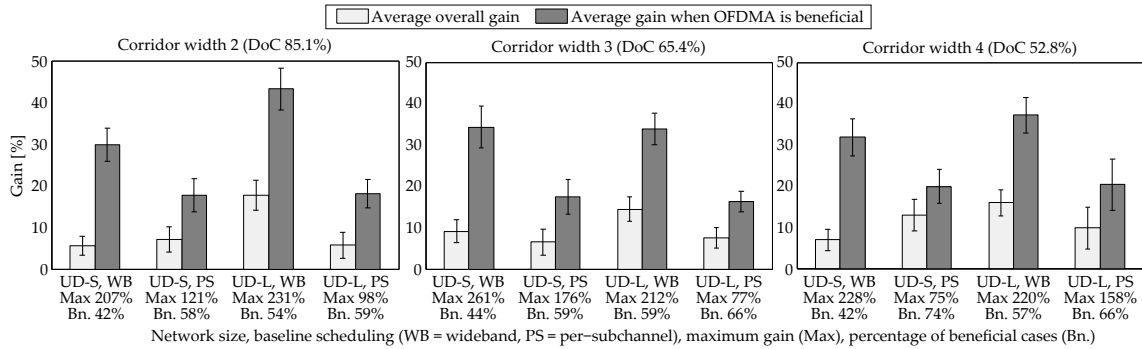 Average overall gain
Average gain when OFDMA is beneficial
Corridor width 2 (DoC 85.1%)
Corridor width 3 (DoC 65.4%)
Corridor width 4 (DoC 52.8%)
Gain [%]
50
40
30
20
10
0
UD-S, WB
Max 207%
Bn. 42%
UD-S, PS
Max 121%
Bn. 58%
UD-L, WB
Max 231%
Bn. 54%
UD-L, PS
Max 98%
Bn. 59%
50
40
30
20
10
0
UD-S, WB
Max 261%
Bn. 44%
UD-S, PS
Max 176%
Bn. 59%
UD-L, WB
Max 212%
Bn. 59%
UD-L, PS
Max 77%
Bn. 66%
50
40
30
20
10
0
UD-S, WB
Max 228%
Bn. 42%
UD-S, PS
Max 75%
Bn. 74%
UD-L, WB
Max 220%
Bn. 57%
UD-L, PS
Max 158%
Bn. 66%
Network size, baseline scheduling (WB = wideband, PS = per−subchannel), maximum gain (Max), percentage of beneficial cases (Bn.)